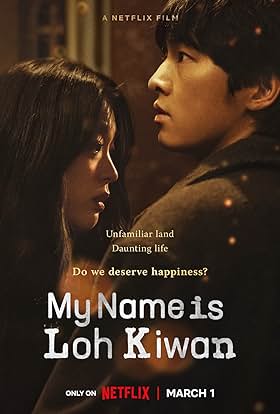 A NETFLIX FILM
Unfamiliar land
Daunting life
Do we deserve happiness?
My Name is
Loh Kiwan
ONLY ON NETFLIX | MARCH 1